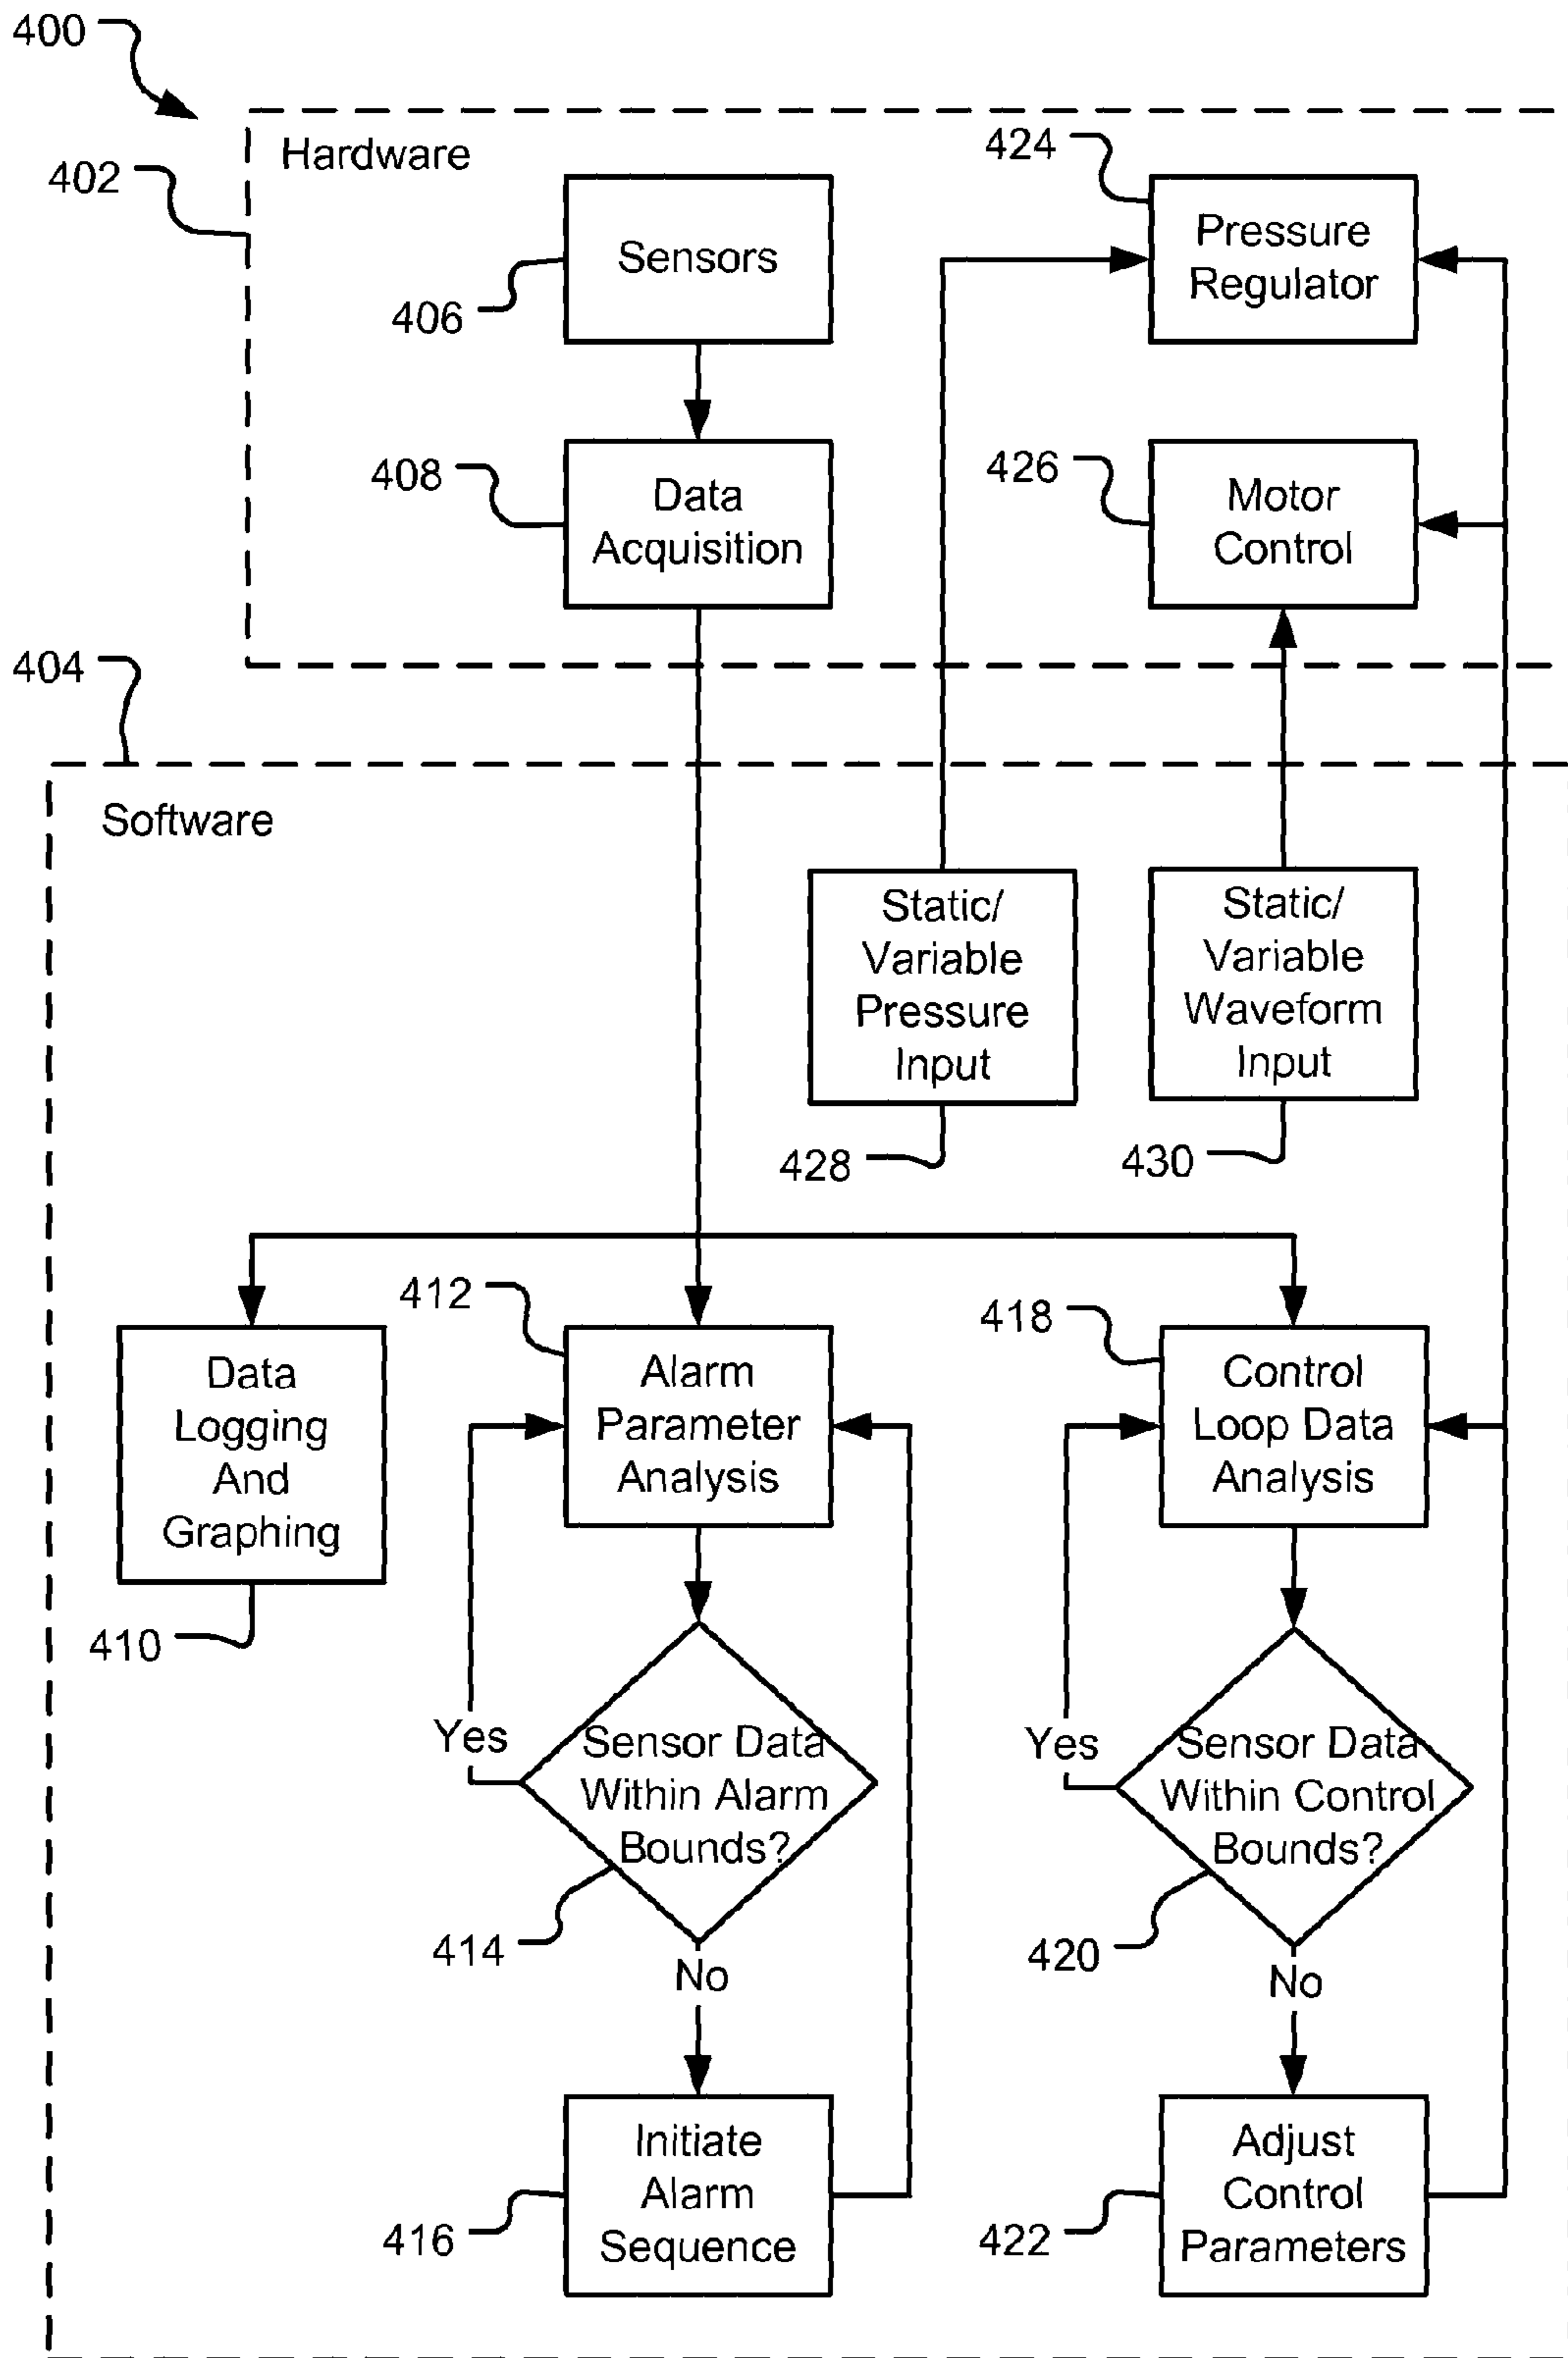 400
Hardware
402
424
Sensors
406
Pressure
Regulator
408
Data
Acquisition
426
Motor
Control
404
Software
Static/
Variable
Pressure
Input
428
Static/
Variable
Waveform
Input
430
Data
Logging
And
Graphing
410
412
Alarm
Parameter
Analysis
418
Control
Loop Data
Analysis
Yes
Sensor Data
Within Alarm
Bounds?
414
No
Yes
Sensor Data
Within Control
Bounds?
420
No
Initiate
Alarm
Sequence
416
Adjust
Control
Parameters
422